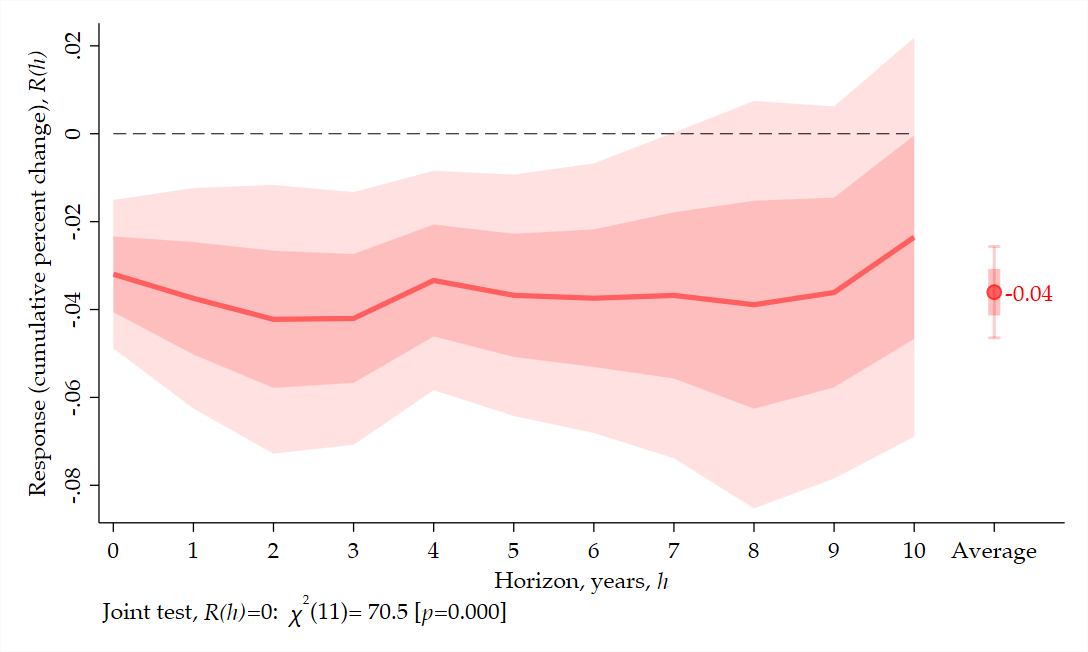 Response (cumulative percent change), R(h)
.02
0
-.02
-.04
-.06
-.08
-0.04
0 1 2 3 4 5 6 7 8 9 10 Average
Horizon, years, h
Joint test, R(h)=0: χ²(11)= 70.5 [p=0.000]